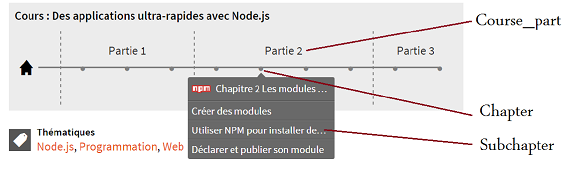 Cours : Des applications ultra-rapides avec Node.js
Course_part
Partie 1 Partie 2 Partie 3
npm Chapitre 2 Les modules ...
Chapter
Créer des modules
Utiliser NPM pour installer de...
Subchapter
Déclarer et publier son module
Thématiques
Node.js, Programmation, Web